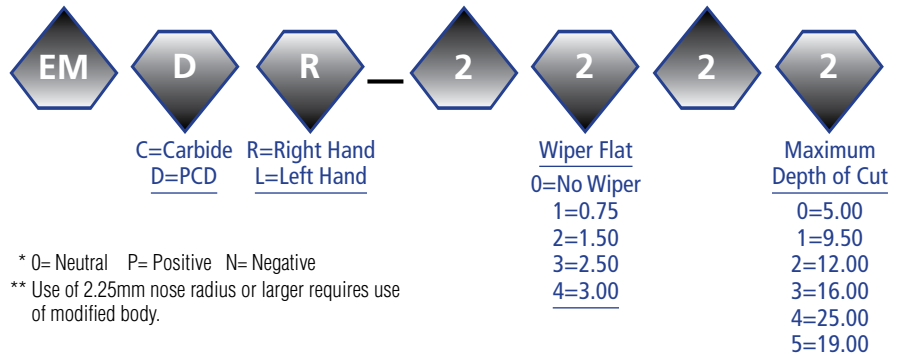 EM D R – 2 2 2 2
C=Carbide R=Right Hand Wiper Flat Maximum
D=PCD L=Left Hand 0=No Wiper Depth of Cut
1=0.75 0=5.00
2=1.50 1=9.50
* 0= Neutral P= Positive N= Negative 3=2.50 2=12.00
** Use of 2.25mm nose radius or larger requires use 4=3.00 3=16.00
of modified body. 4=25.00
5=19.00